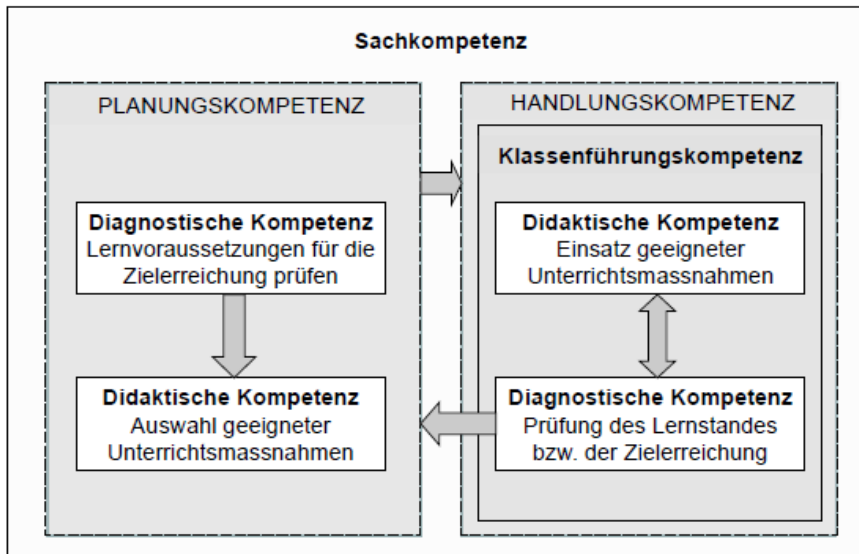 Sachkompetenz
PLANUNGSKOMPETENZ
Diagnostische Kompetenz
Lernvoraussetzungen für die
Zielerreichung prüfen
Didaktische Kompetenz
Auswahl geeigneter
Unterrichtsmassnahmen
HANDLUNGSKOMPETENZ
Klassenführungskompetenz
Didaktische Kompetenz
Einsatz geeigneter
Unterrichtsmassnahmen
Diagnostische Kompetenz
Prüfung des Lernstandes
bzw. der Zielerreichung